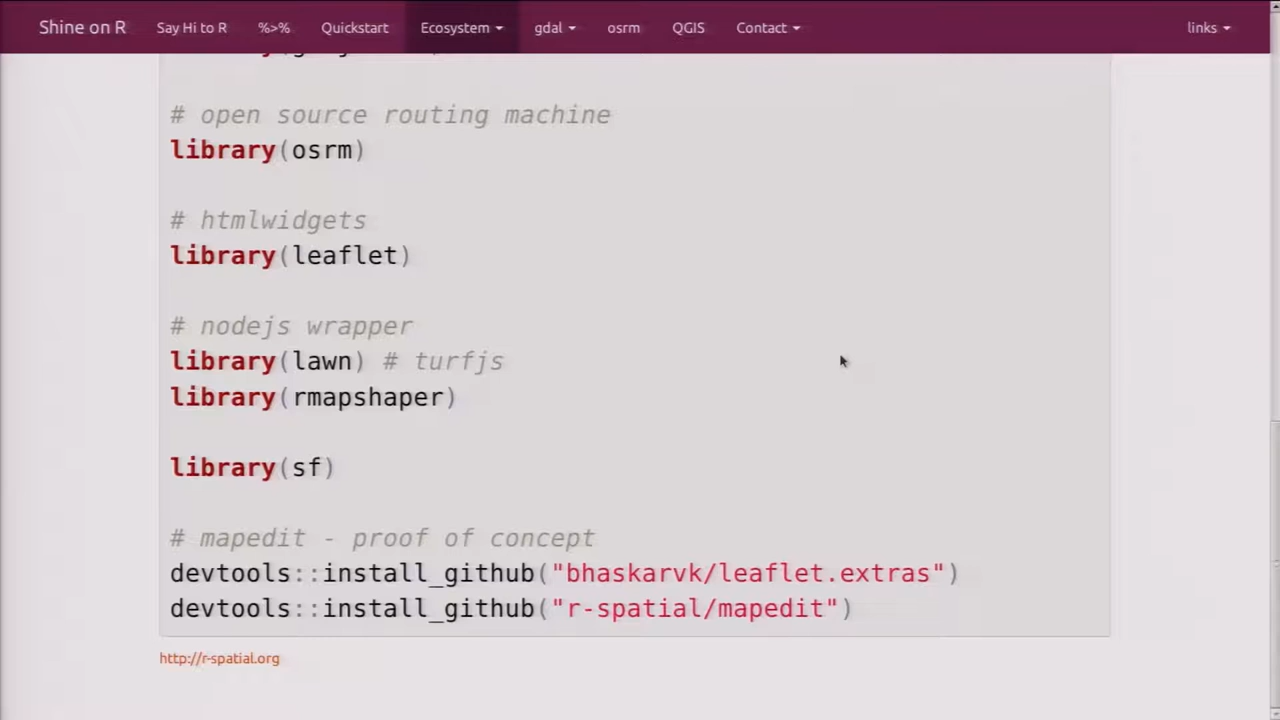 Shine on R Say Hi to R %>% Quickstart Ecosystem gdal osrm QGIS Contact links
# open source routing machine
library(osrm)
# htmlwidgets
library(leaflet)
# nodejs wrapper
library(lawn) # turfjs
library(rmapshaper)
library(sf)
# mapedit - proof of concept
devtools::install_github("bhaskarvk/leaflet.extras")
devtools::install_github("r-spatial/mapedit")
http://r-spatial.org